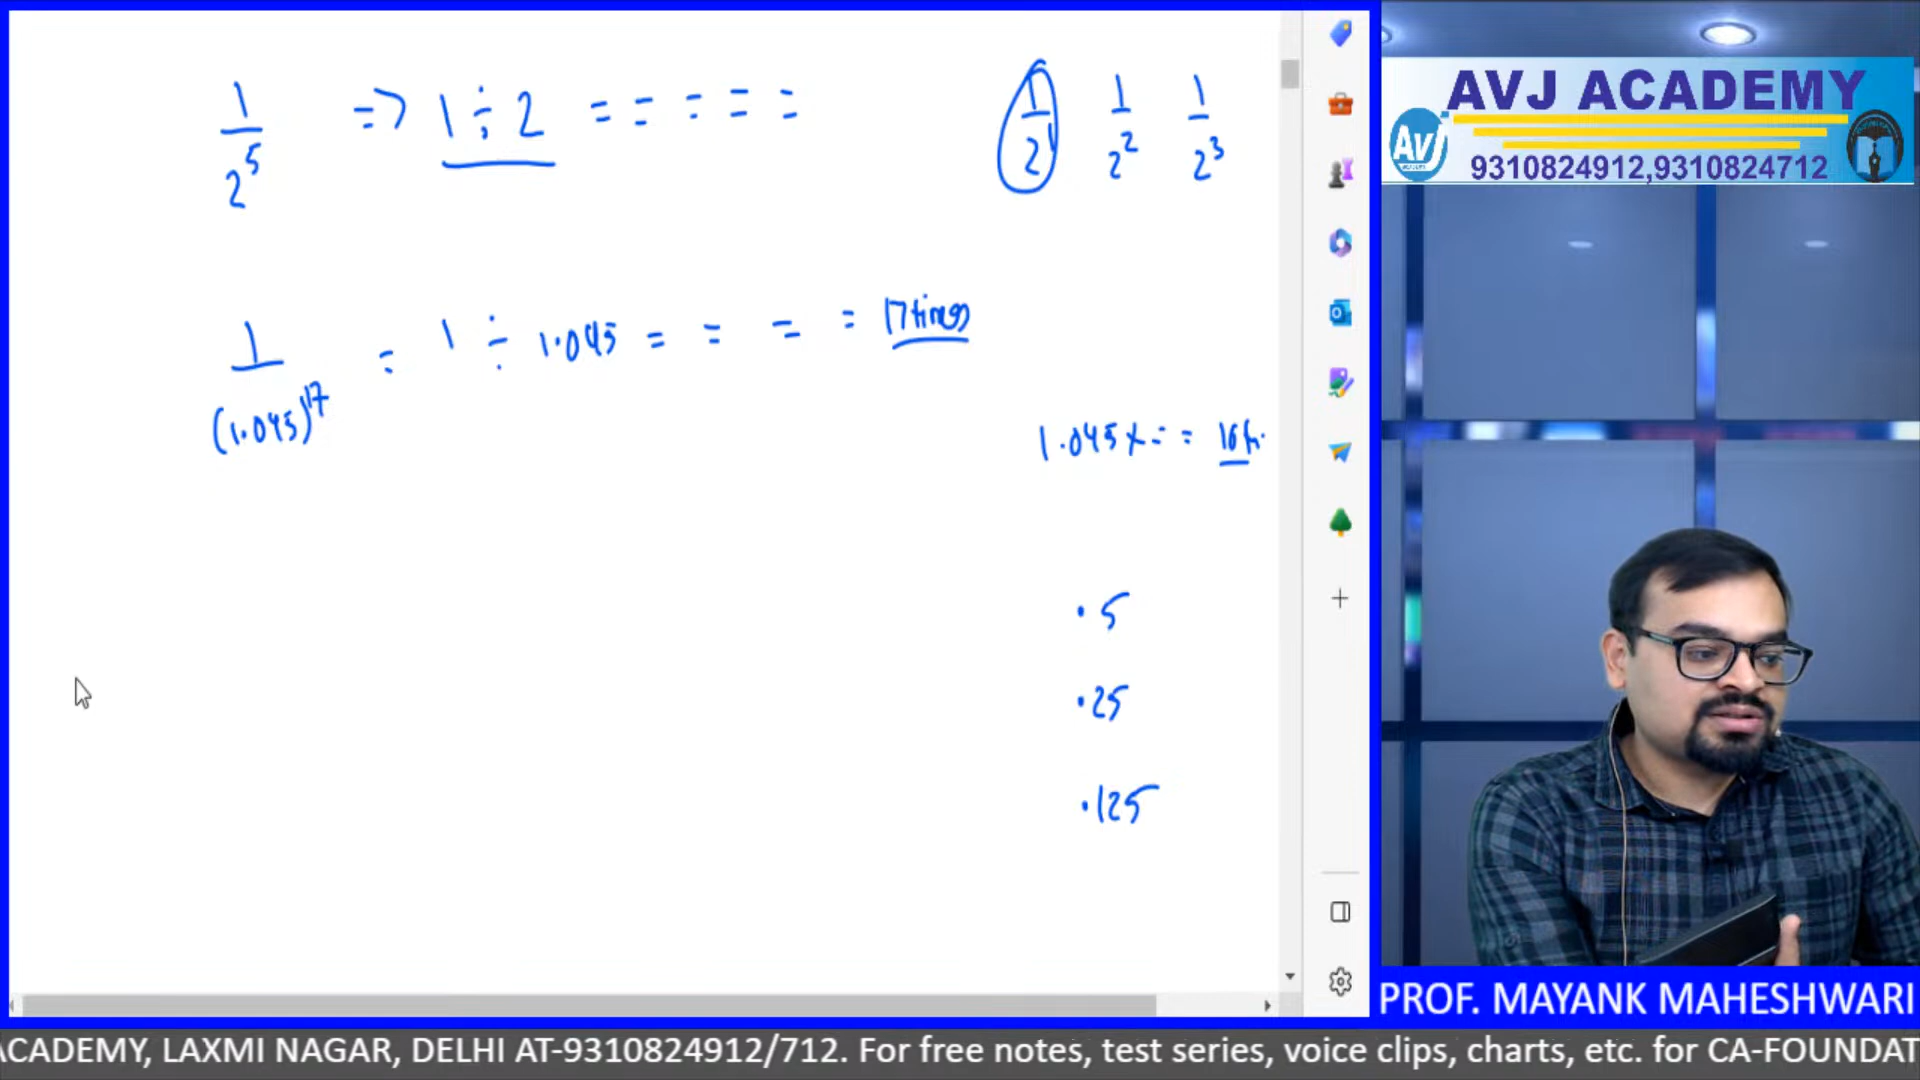 1/2^5 => 1 ÷ 2 = = = = =
1/2^1 1/2^2 1/2^3
1/(1.045)^17 = 1 ÷ 1.045 = = = = 17 times
1.045 x = = 16
.5
.25
.125
AVJ ACADEMY
AVJ
9310824912,9310824712
PROF. MAYANK MAHESHWARI
ACADEMY, LAXMI NAGAR, DELHI AT-9310824912/712. For free notes, test series, voice clips, charts, etc. for CA-FOUNDAT